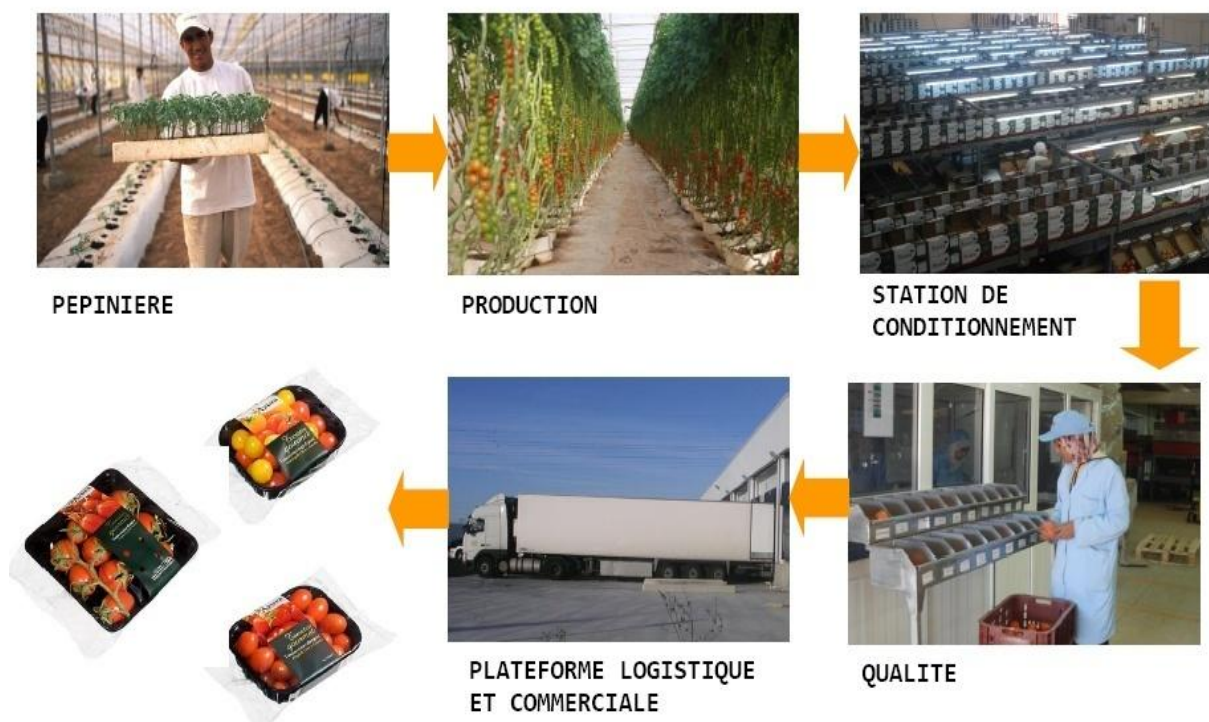 PEPINIERE
PRODUCTION
STATION DE
CONDITIONNEMENT
QUALITE
PLATEFORME LOGISTIQUE
ET COMMERCIALE